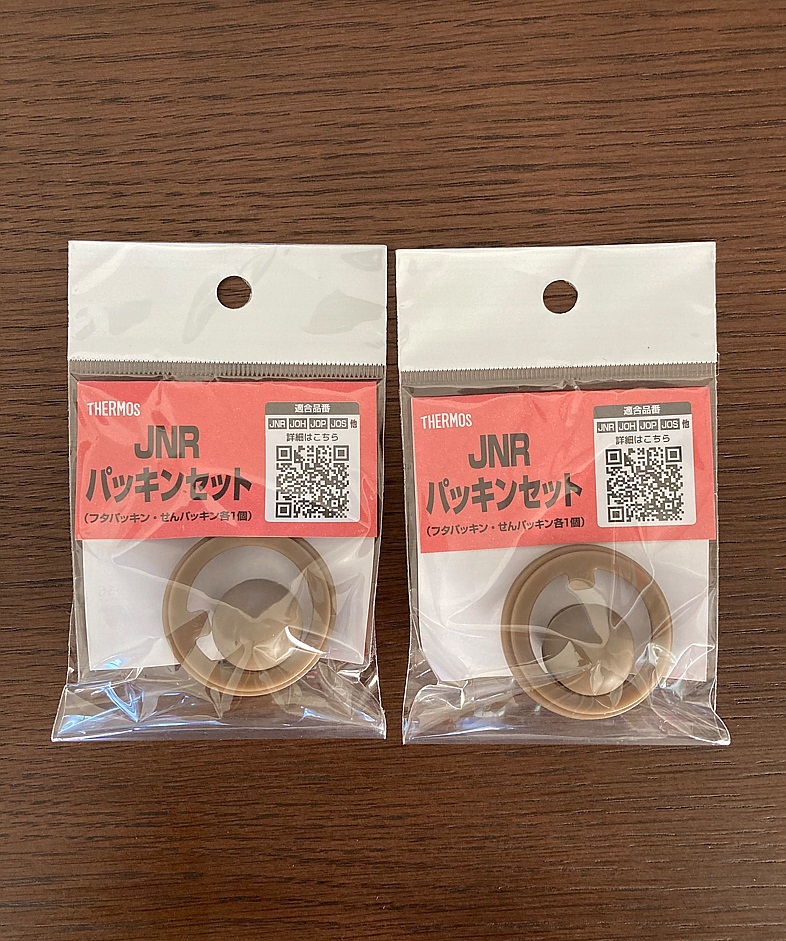 THERMOS
JNR
パッキンセット
(フタパッキン・せんパッキン各1個)
適合品番
JNR JOH JOP JOS 他
詳細はこちら
THERMOS
JNR
パッキンセット
(フタパッキン・せんパッキン各1個)
適合品番
JNR JOH JOP JOS 他
詳細はこちら